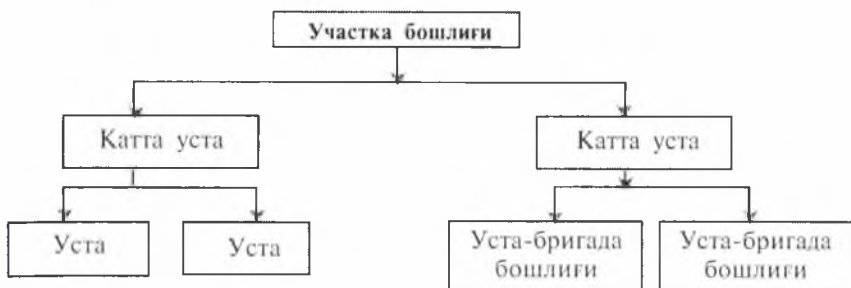 Участка бошлиғи
Катта уста
Катта уста
Уста
Уста
Уста-бригада
бошлиғи
Уста-бригада
бошлиғи